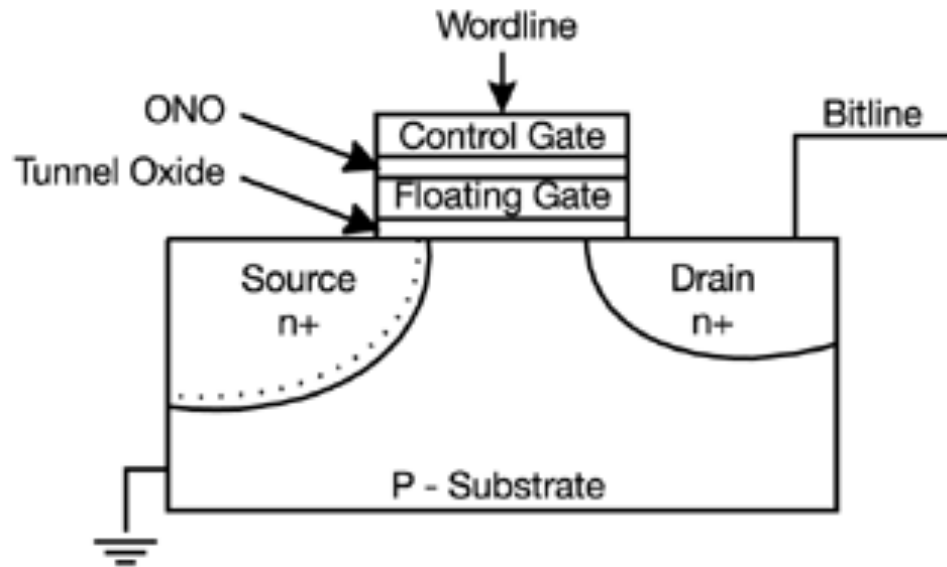 Wordline
ONO
Control Gate
Bitline
Tunnel Oxide
Floating Gate
Source
n+
Drain
n+
P - Substrate